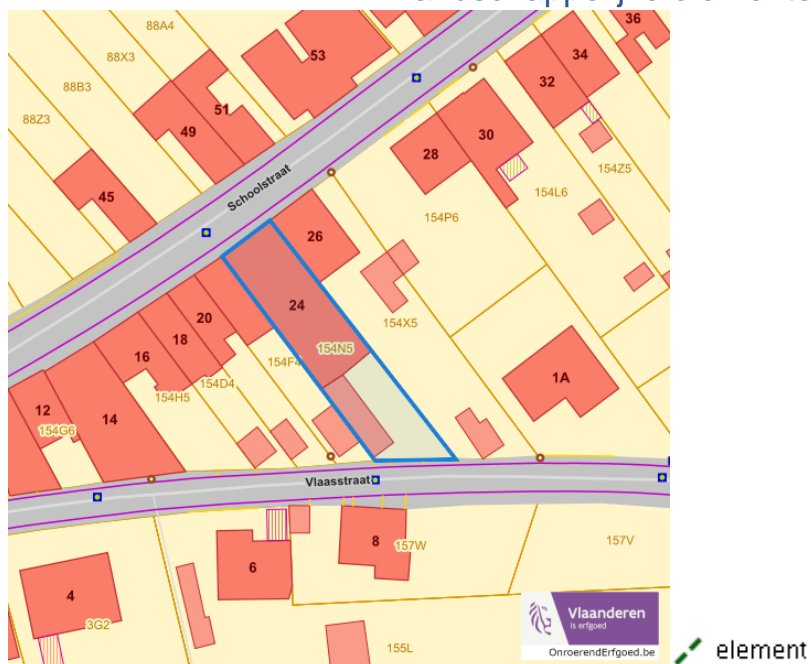 88A4
53
36
88X3
34
32
51
88B3
49
88Z3
30
28
154Z5
45
Schoolstraat
154L6
154P6
26
24
20
154X5
18
16
154N5
154F4
1A
154D4
154H5
12
14
154G6
Vlaasstraat
8
157W
157V
6
4
3G2
155L
Vlaanderen
is erfgoed
OnroerendErfgoed.be
element